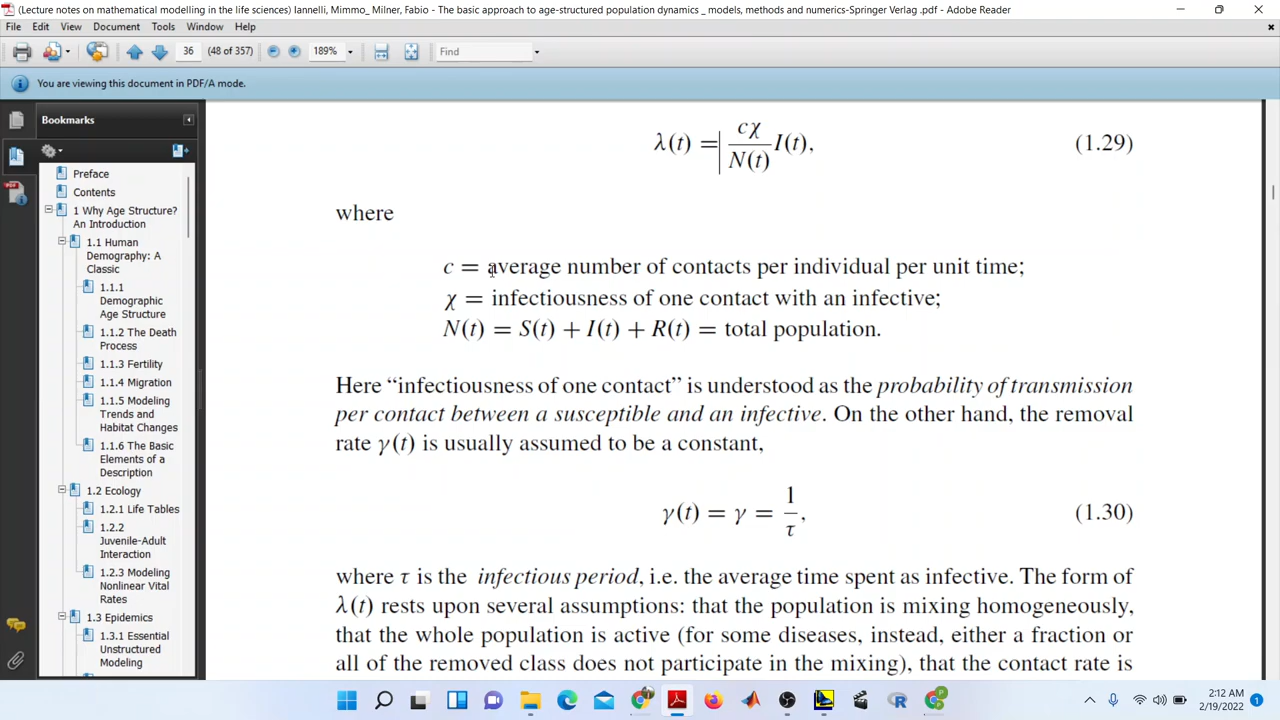 (Lecture notes on mathematical modelling in the life sciences) Iannelli, Mimmo_ Milner, Fabio - The basic approach to age-structured population dynamics _ models, methods and numerics-Springer Verlag .pdf - Adobe Reader
File Edit View Document Tools Window Help
36 (48 of 357) 189% Find
You are viewing this document in PDF/A mode.
Bookmarks
Preface
Contents
1 Why Age Structure?
An Introduction
1.1 Human
Demography: A
Classic
1.1.1
Demographic
Age Structure
1.1.2 The Death
Process
1.1.3 Fertility
1.1.4 Migration
1.1.5 Modeling
Trends and
Habitat Changes
1.1.6 The Basic
Elements of a
Description
1.2 Ecology
1.2.1 Life Tables
1.2.2
Juvenile-Adult
Interaction
1.2.3 Modeling
Nonlinear Vital
Rates
1.3 Epidemics
1.3.1 Essential
Unstructured
Modeling
λ(t) = cχ/N(t) I(t), (1.29)
where
c = average number of contacts per individual per unit time;
χ = infectiousness of one contact with an infective;
N(t) = S(t) + I(t) + R(t) = total population.
Here “infectiousness of one contact” is understood as the probability of transmission
per contact between a susceptible and an infective. On the other hand, the removal
rate γ(t) is usually assumed to be a constant,
γ(t) = γ = 1/τ, (1.30)
where τ is the infectious period, i.e. the average time spent as infective. The form of
λ(t) rests upon several assumptions: that the population is mixing homogeneously,
that the whole population is active (for some diseases, instead, either a fraction or
all of the removed class does not participate in the mixing), that the contact rate is
2:12 AM
2/19/2022